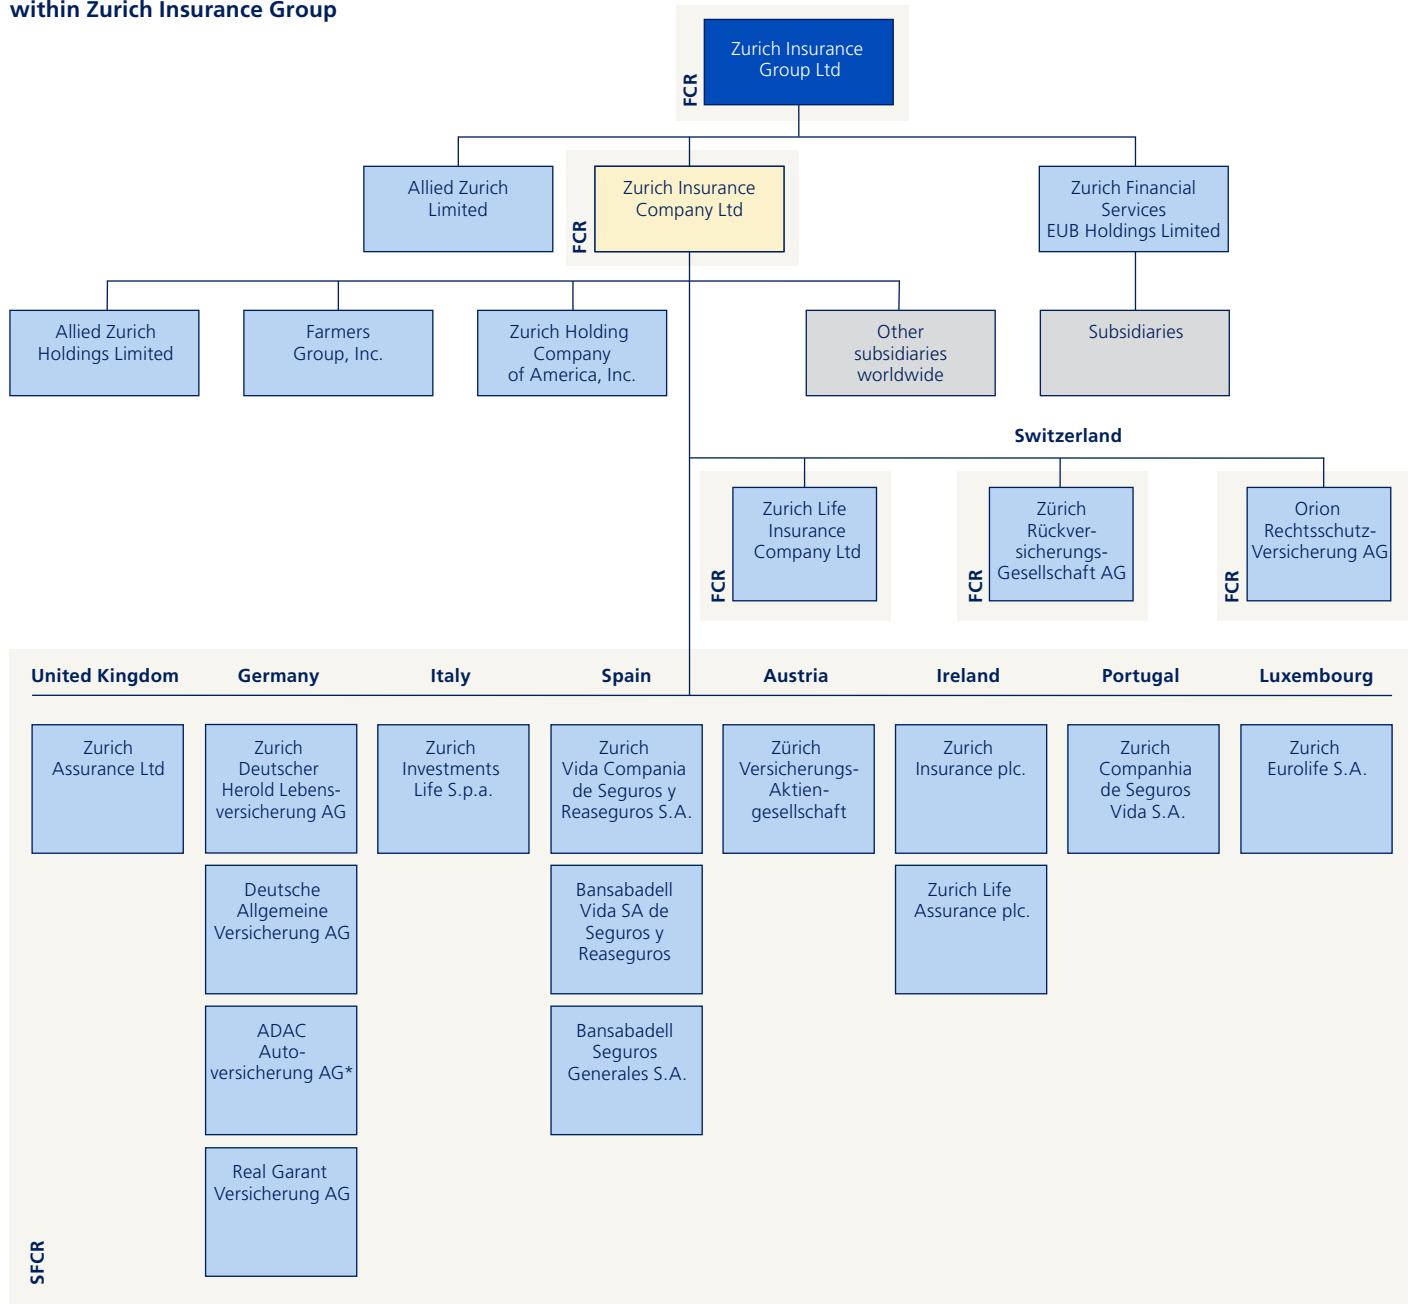 within Zurich Insurance Group
Zurich Insurance
Group Ltd
FCR
Allied Zurich
Limited
Zurich Insurance
Company Ltd
FCR
Zurich Financial
Services
EUB Holdings Limited
Allied Zurich
Holdings Limited
Farmers
Group, Inc.
Zurich Holding
Company
of America, Inc.
Other
subsidiaries
worldwide
Subsidiaries
Switzerland
Zurich Life
Insurance
Company Ltd
FCR
Zürich
Rückver-
sicherungs-
Gesellschaft AG
FCR
Orion
Rechtsschutz-
Versicherung AG
FCR
United Kingdom
Germany
Italy
Spain
Austria
Ireland
Portugal
Luxembourg
Zurich
Assurance Ltd
Zurich
Deutscher
Herold Lebens-
versicherung AG
Zurich
Investments
Life S.p.a.
Zurich
Vida Compania
de Seguros y
Reaseguros S.A.
Zürich
Versicherungs-
Aktien-
gesellschaft
Zurich
Insurance plc.
Zurich
Companhia
de Seguros
Vida S.A.
Zurich
Eurolife S.A.
Deutsche
Allgemeine
Versicherung AG
Bansabadell
Vida SA de
Seguros y
Reaseguros
Zurich Life
Assurance plc.
ADAC
Auto-
versicherung AG*
Bansabadell
Seguros
Generales S.A.
Real Garant
Versicherung AG
SFCR